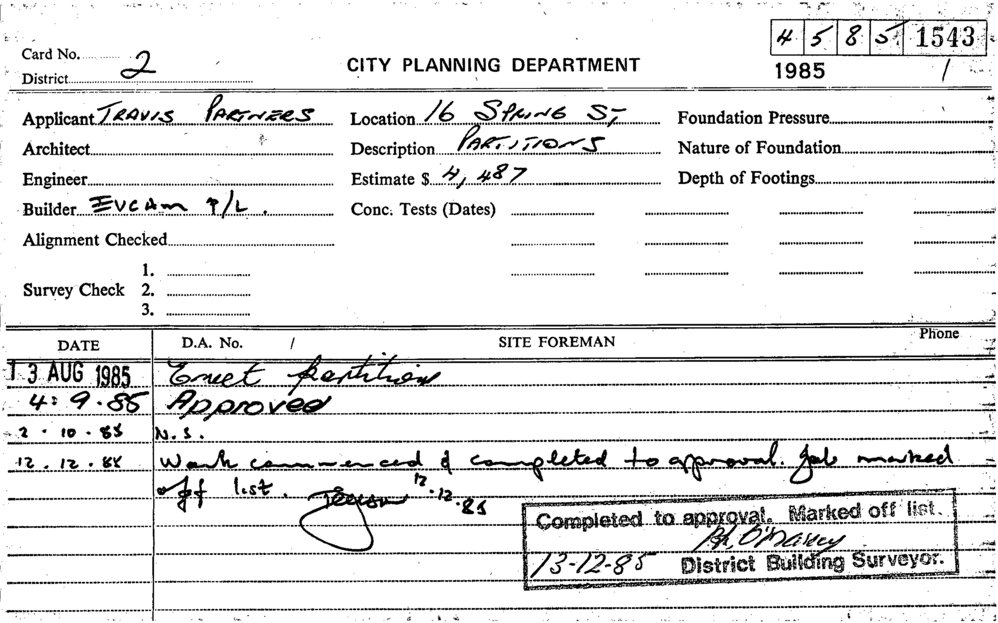 4 5 8 5 1543
Card No.
District 2
CITY PLANNING DEPARTMENT
1985 /
Applicant TRAVIS PARTNERS
Location 16 SPRING ST,
Foundation Pressure
Architect
Description PARTITIONS
Nature of Foundation
Engineer
Estimate $ 4,487
Depth of Footings
Builder EVCAM P/L.
Conc. Tests (Dates)
Alignment Checked
1.
Survey Check 2.
3.
DATE D.A. No. / SITE FOREMAN Phone
13 AUG 1985 Erect partition
4:9.85 Approved
2.10.85 N.S.
12.12.85 Work commenced & completed to approval. Job marked
off list. 12.12.85
Completed to approval. Marked off list.
13-12-85 District Building Surveyor.